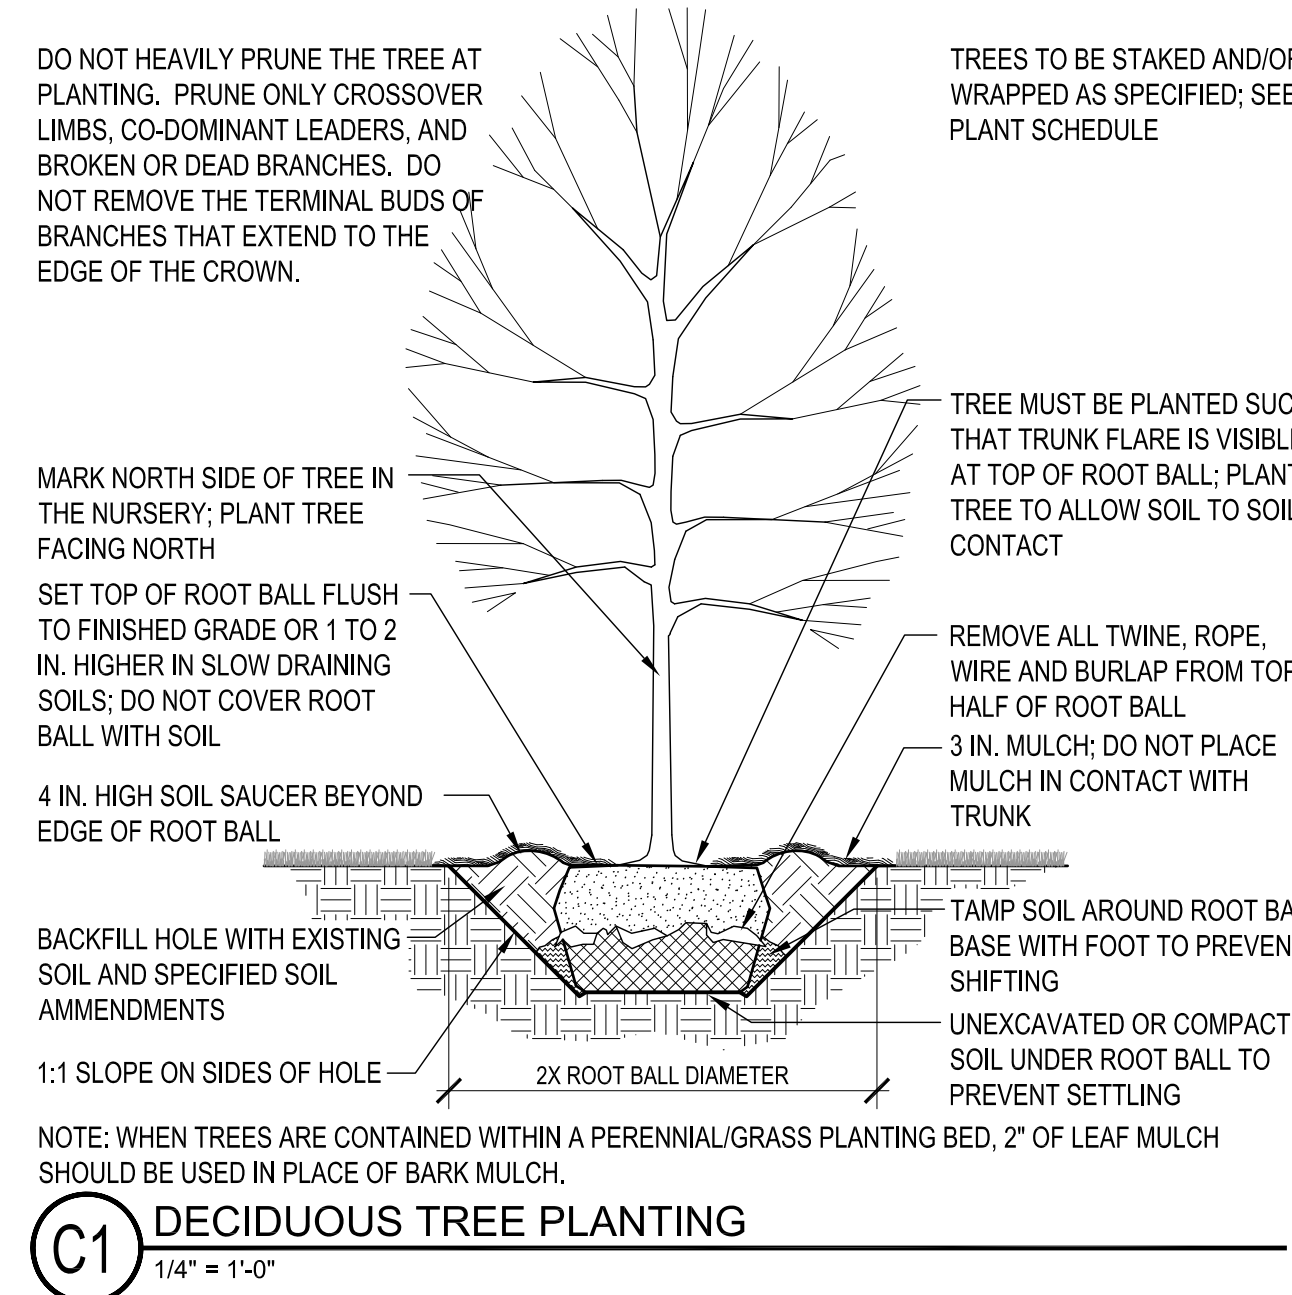 DO NOT HEAVILY PRUNE THE TREE AT
PLANTING. PRUNE ONLY CROSSOVER
LIMBS, CO-DOMINANT LEADERS, AND
BROKEN OR DEAD BRANCHES. DO
NOT REMOVE THE TERMINAL BUDS OF
BRANCHES THAT EXTEND TO THE
EDGE OF THE CROWN.
MARK NORTH SIDE OF TREE IN
THE NURSERY; PLANT TREE
FACING NORTH
SET TOP OF ROOT BALL FLUSH
TO FINISHED GRADE OR 1 TO 2
IN. HIGHER IN SLOW DRAINING
SOILS; DO NOT COVER ROOT
BALL WITH SOIL
4 IN. HIGH SOIL SAUCER BEYOND
EDGE OF ROOT BALL
BACKFILL HOLE WITH EXISTING
SOIL AND SPECIFIED SOIL
AMMENDMENTS
1:1 SLOPE ON SIDES OF HOLE
TREES TO BE STAKED AND/OR
WRAPPED AS SPECIFIED; SEE
PLANT SCHEDULE
TREE MUST BE PLANTED SUC
THAT TRUNK FLARE IS VISIBLE
AT TOP OF ROOT BALL; PLANT
TREE TO ALLOW SOIL TO SOIL
CONTACT
REMOVE ALL TWINE, ROPE,
WIRE AND BURLAP FROM TOP
HALF OF ROOT BALL
3 IN. MULCH; DO NOT PLACE
MULCH IN CONTACT WITH
TRUNK
TAMP SOIL AROUND ROOT BA
BASE WITH FOOT TO PREVEN
SHIFTING
UNEXCAVATED OR COMPACT
SOIL UNDER ROOT BALL TO
PREVENT SETTLING
2X ROOT BALL DIAMETER
NOTE: WHEN TREES ARE CONTAINED WITHIN A PERENNIAL/GRASS PLANTING BED, 2" OF LEAF MULCH
SHOULD BE USED IN PLACE OF BARK MULCH.
C1
DECIDUOUS TREE PLANTING
1/4" = 1'-0"